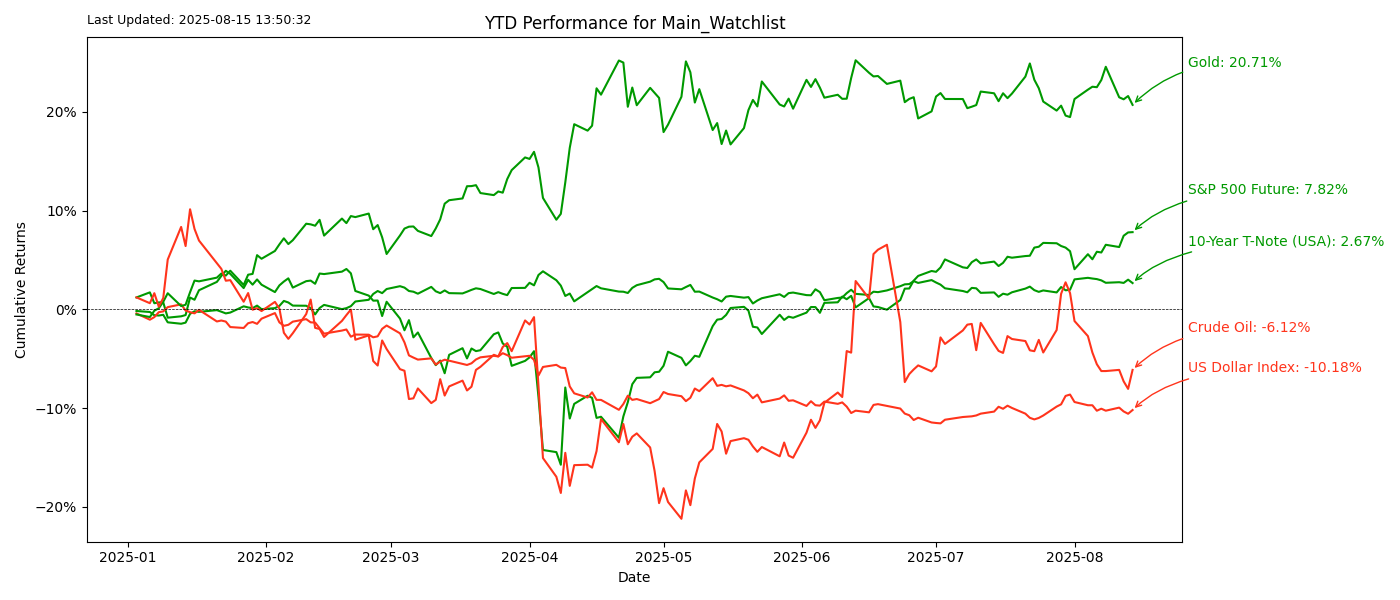 Last Updated: 2025-08-15 13:50:32
YTD Performance for Main_Watchlist
Gold: 20.71%
S&P 500 Future: 7.82%
10-Year T-Note (USA): 2.67%
Crude Oil: -6.12%
US Dollar Index: -10.18%
Cumulative Returns
20%
10%
0%
−10%
−20%
2025-01
2025-02
2025-03
2025-04
2025-05
2025-06
2025-07
2025-08
Date